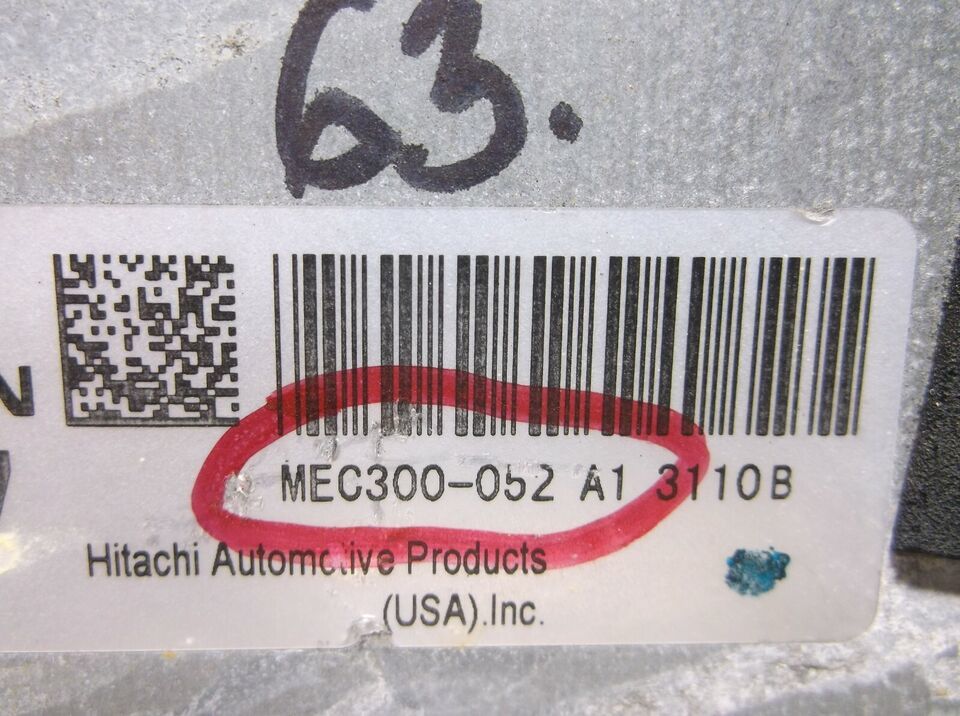 63.
N
MEC300-052 A1 3110B
Hitachi Automotive Products
(USA).Inc.